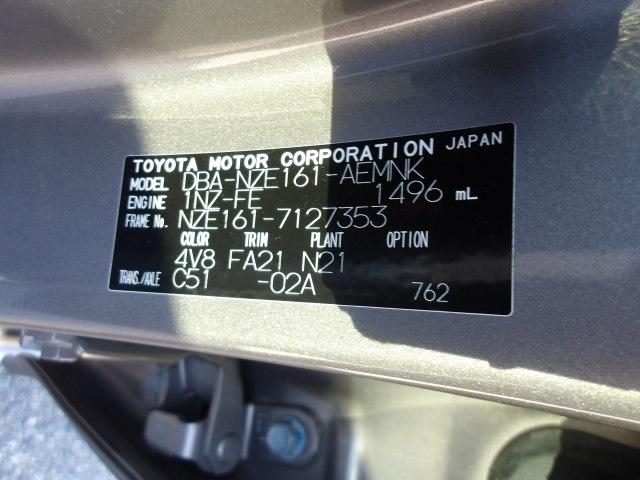 TOYOTA MOTOR CORPORATION JAPAN
MODEL DBA-NZE161-AEMNK
ENGINE 1NZ-FE 1496 mL
FRAME No. NZE161-7127353
COLOR TRIM PLANT OPTION
4V8 FA21 N21
TRANS./AXLE C51 -02A 762